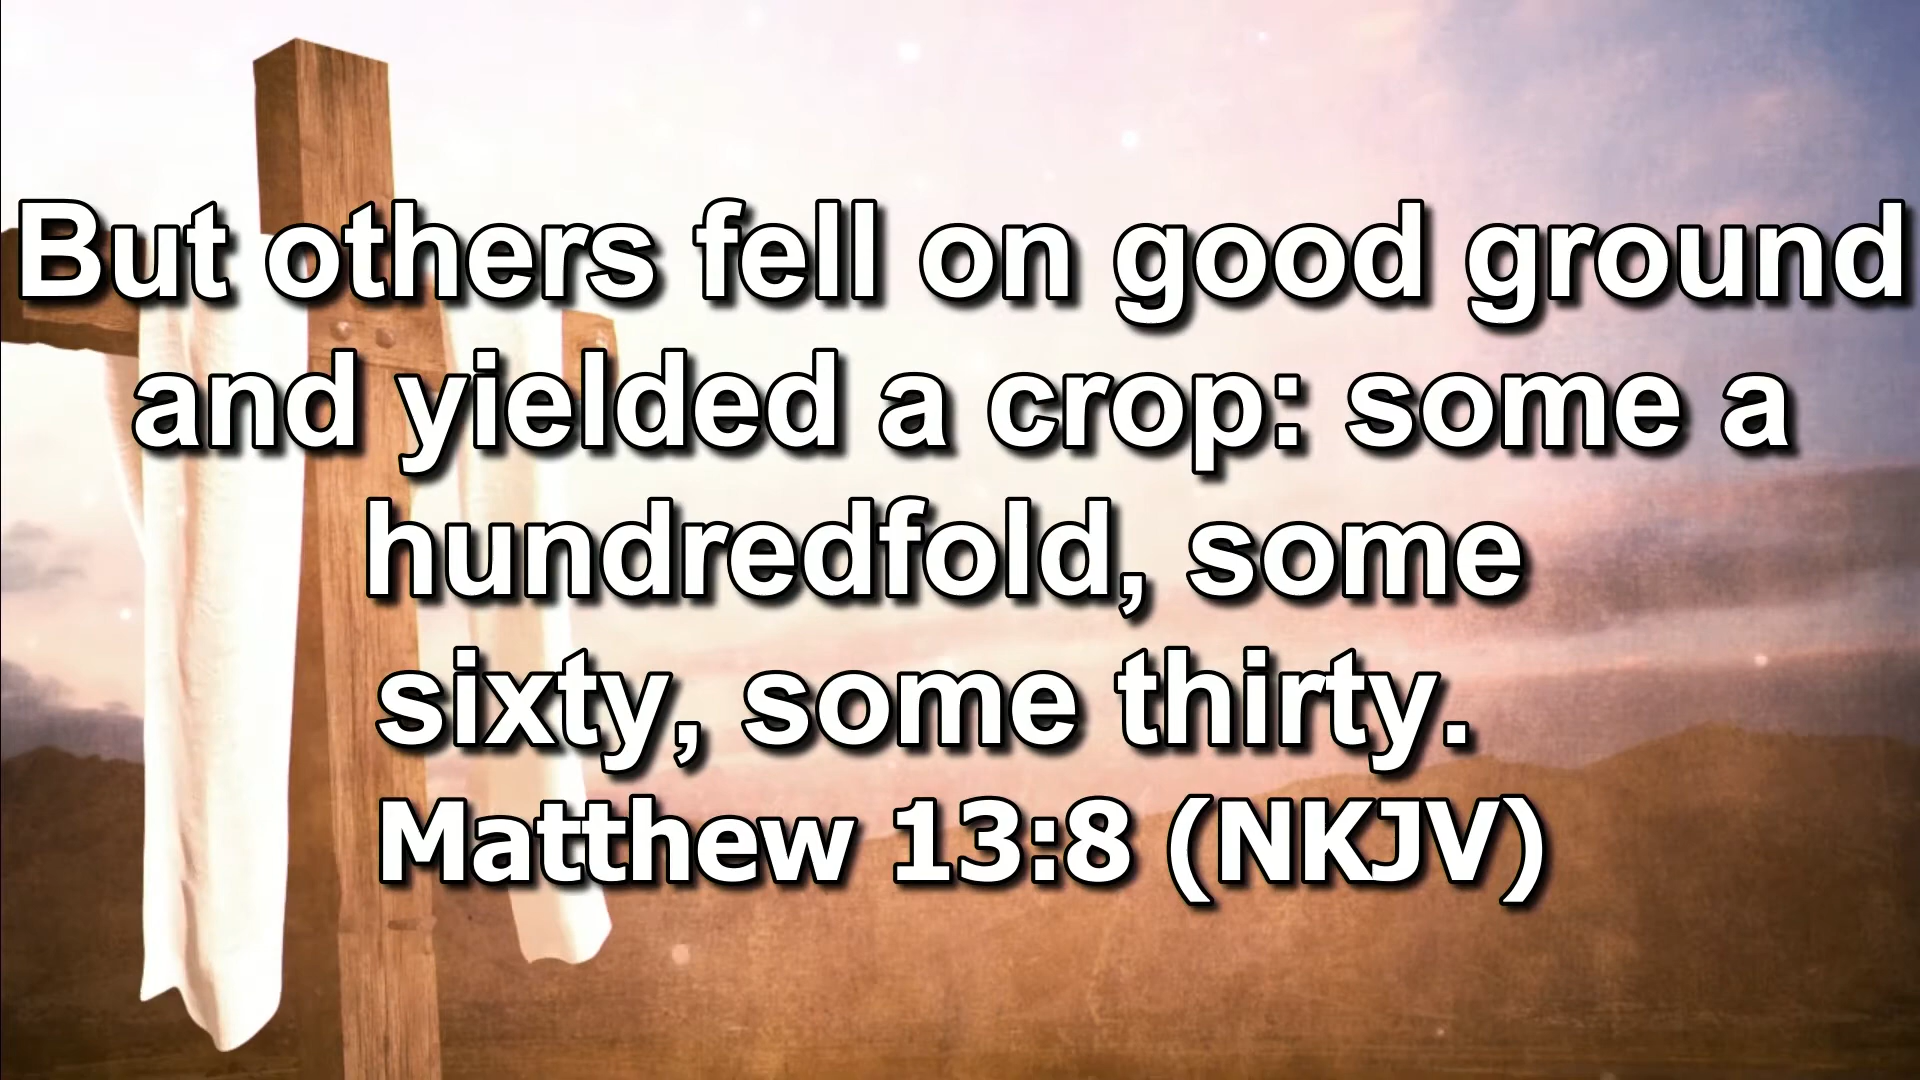 But others fell on good ground
and yielded a crop: some a
hundredfold, some
sixty, some thirty.
Matthew 13:8 (NKJV)